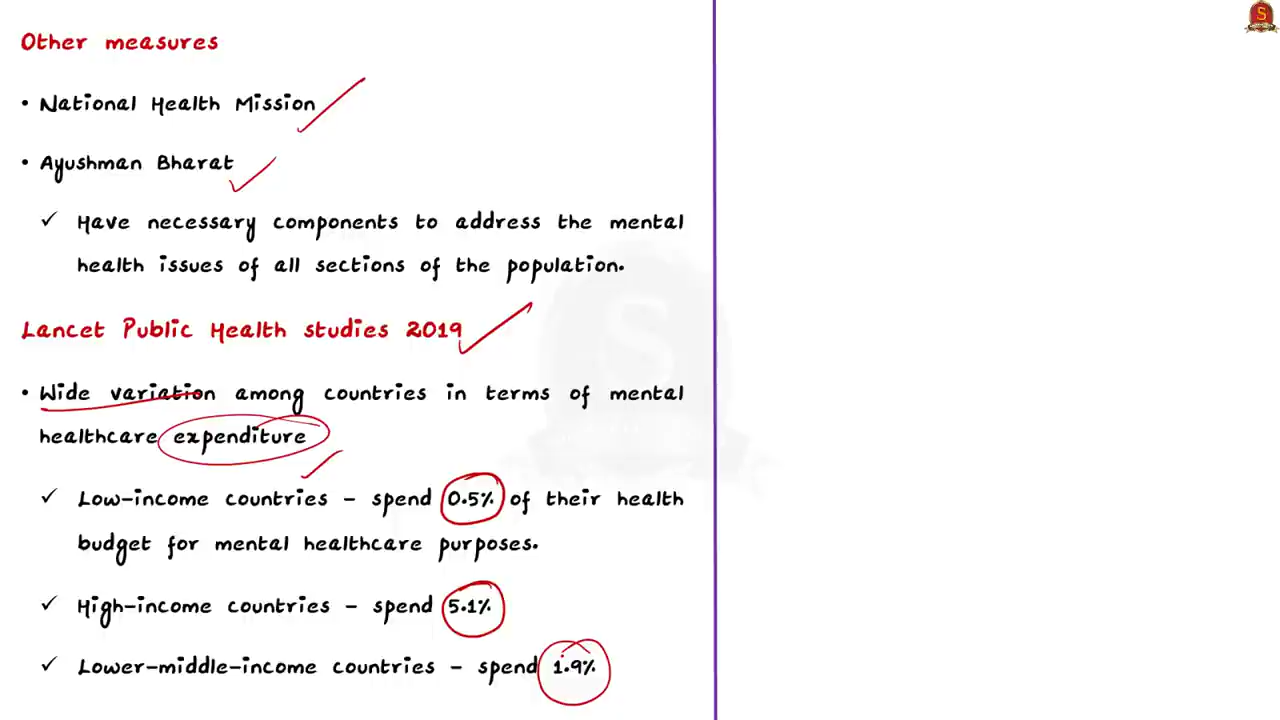 Other measures
• National Health Mission
• Ayushman Bharat
✓ Have necessary components to address the mental
health issues of all sections of the population.
Lancet Public Health studies 2019
• Wide variation among countries in terms of mental
healthcare expenditure
✓ Low-income countries - spend 0.5% of their health
budget for mental healthcare purposes.
✓ High-income countries - spend 5.1%
✓ Lower-middle-income countries - spend 1.9%
S